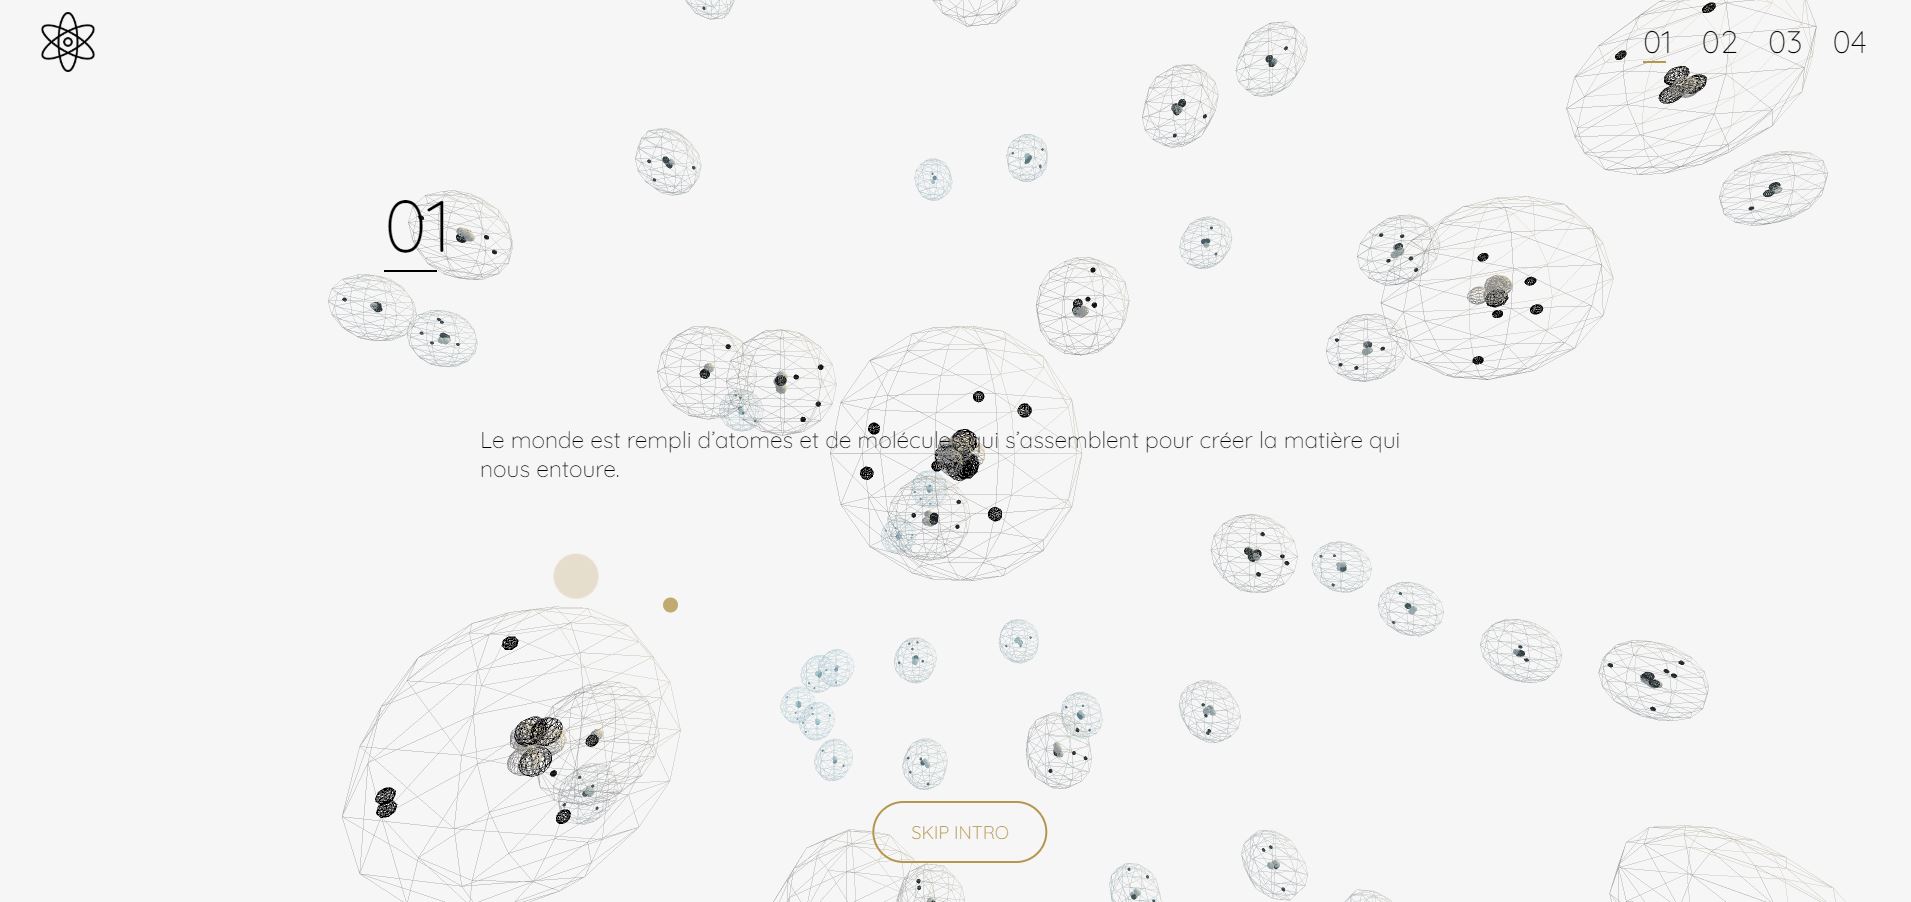 01 02 03 04
01
Le monde est rempli d’atomes et de molécules qui s’assemblent pour créer la matière qui
nous entoure.
SKIP INTRO